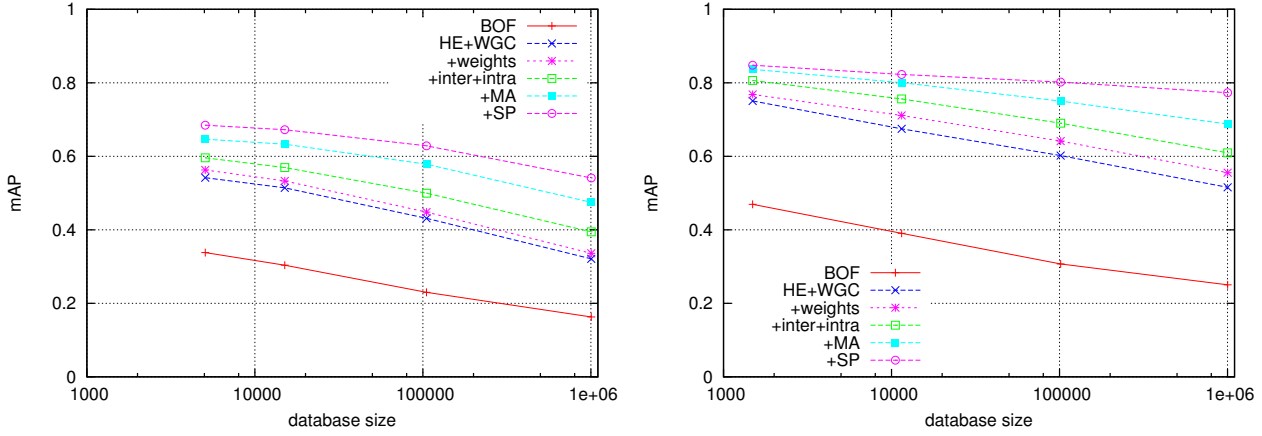 1
BOF
HE+WGC
0.8
+weights
+inter+intra
+MA
+SP
0.6
mAP
0.4
0.2
0
1000
10000
100000
1e+06
database size
1
0.8
0.6
mAP
0.4
BOF
HE+WGC
0.2
+weights
+inter+intra
+MA
+SP
0
1000
10000
100000
1e+06
database size